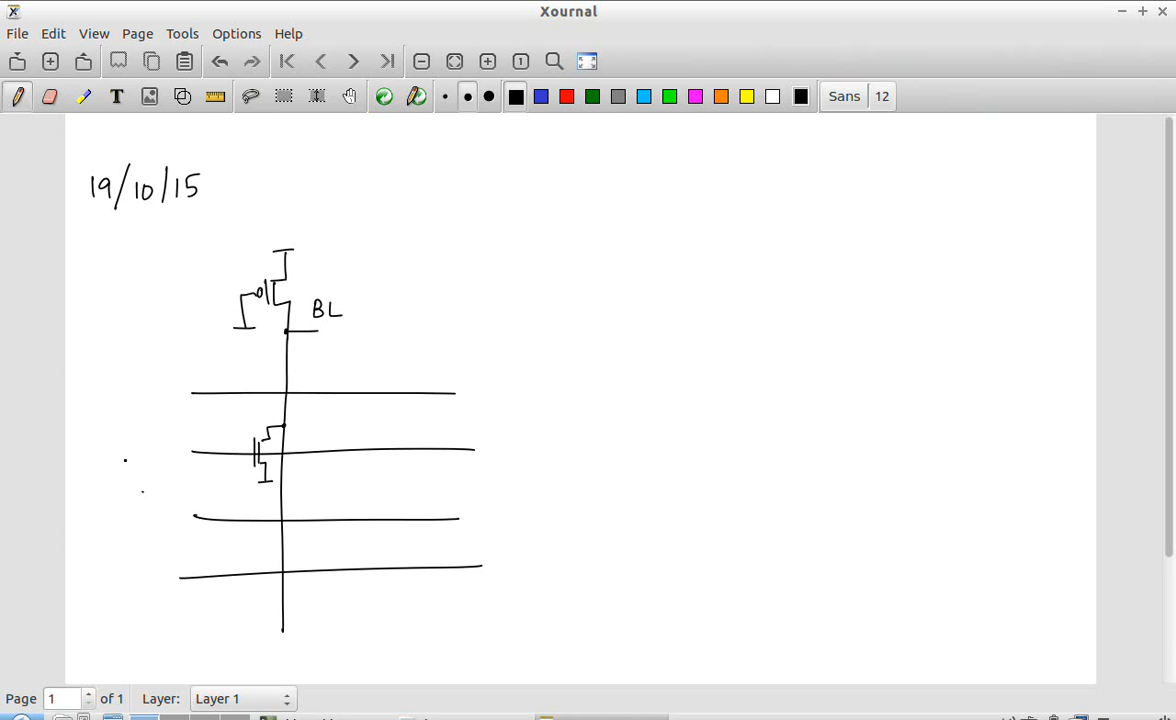 Xournal
File Edit View Page Tools Options Help
Sans 12
19/10/15
BL
Page 1 of 1 Layer: Layer 1